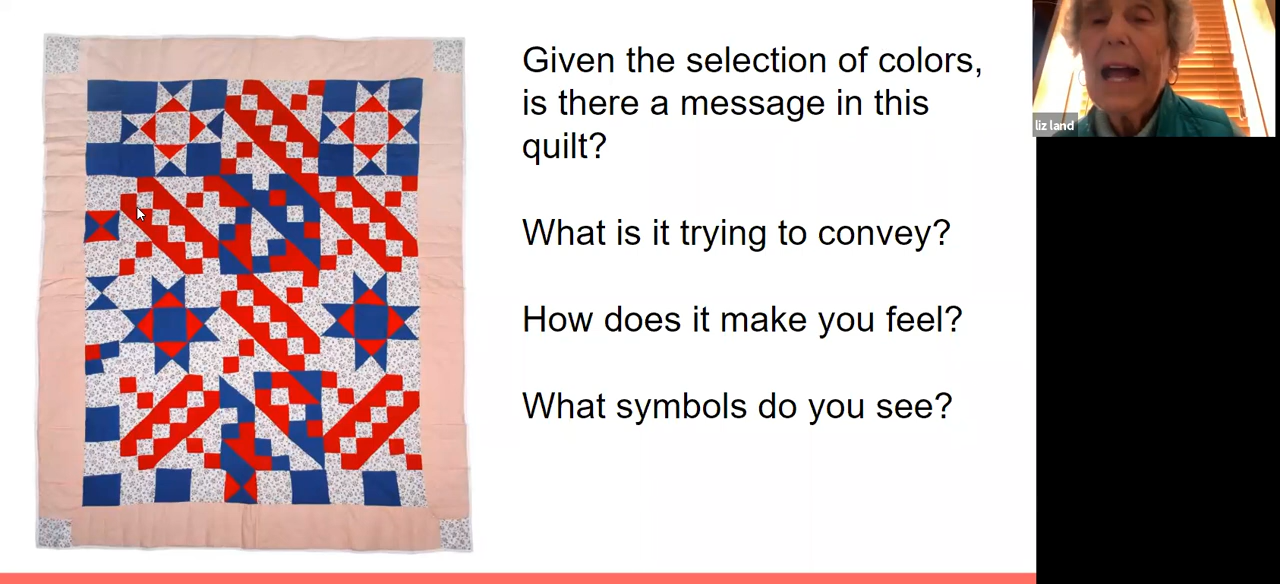 Given the selection of colors,
is there a message in this
quilt?
What is it trying to convey?
How does it make you feel?
What symbols do you see?
liz land